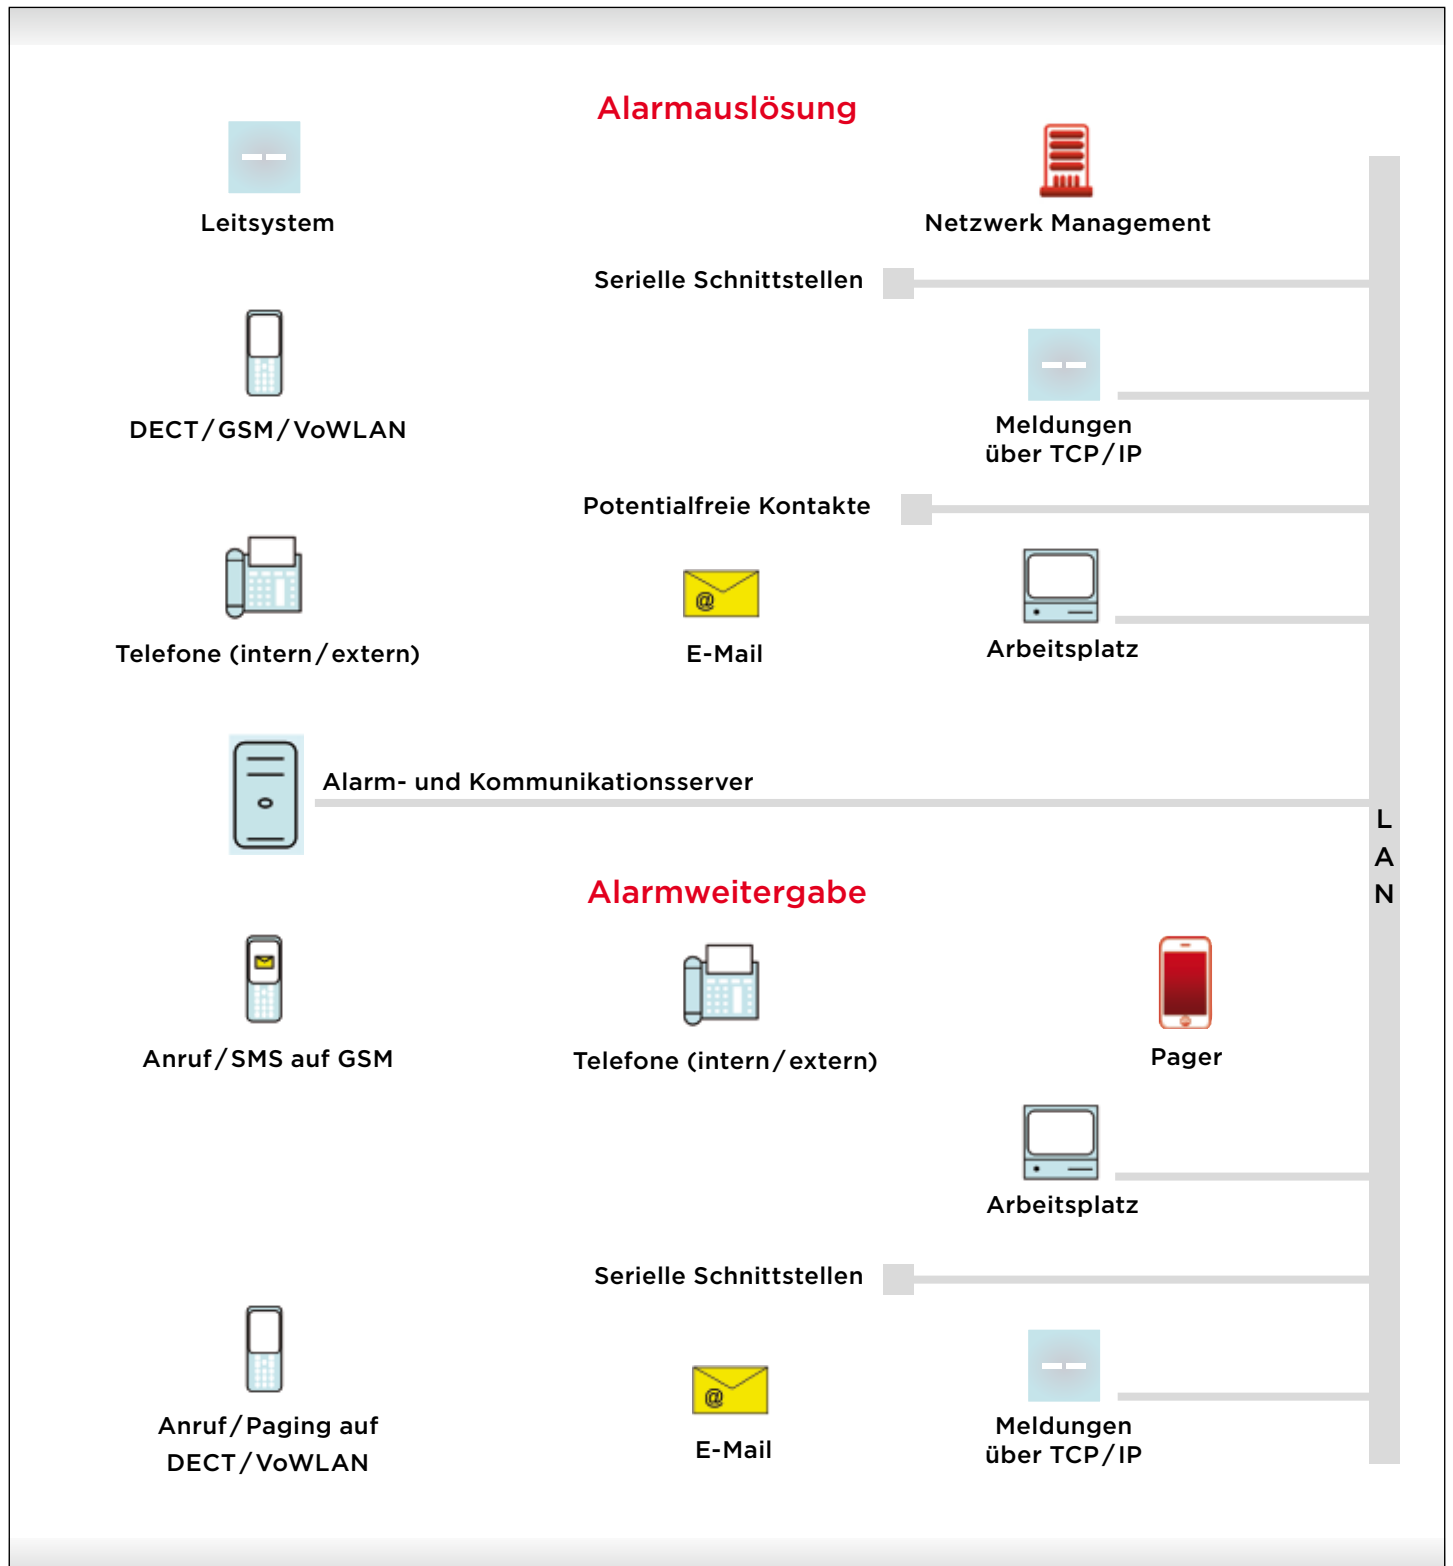 Alarmauslösung
Leitsystem
Netzwerk Management
Serielle Schnittstellen
DECT/GSM/VoWLAN
Meldungen
über TCP/IP
Potentialfreie Kontakte
@
Telefone (intern/extern)
E-Mail
Arbeitsplatz
Alarm- und Kommunikationsserver
L
A
N
Alarmweitergabe
Anruf/SMS auf GSM
Telefone (intern/extern)
Pager
Arbeitsplatz
Serielle Schnittstellen
@
Anruf/Paging auf
DECT/VoWLAN
E-Mail
Meldungen
über TCP/IP